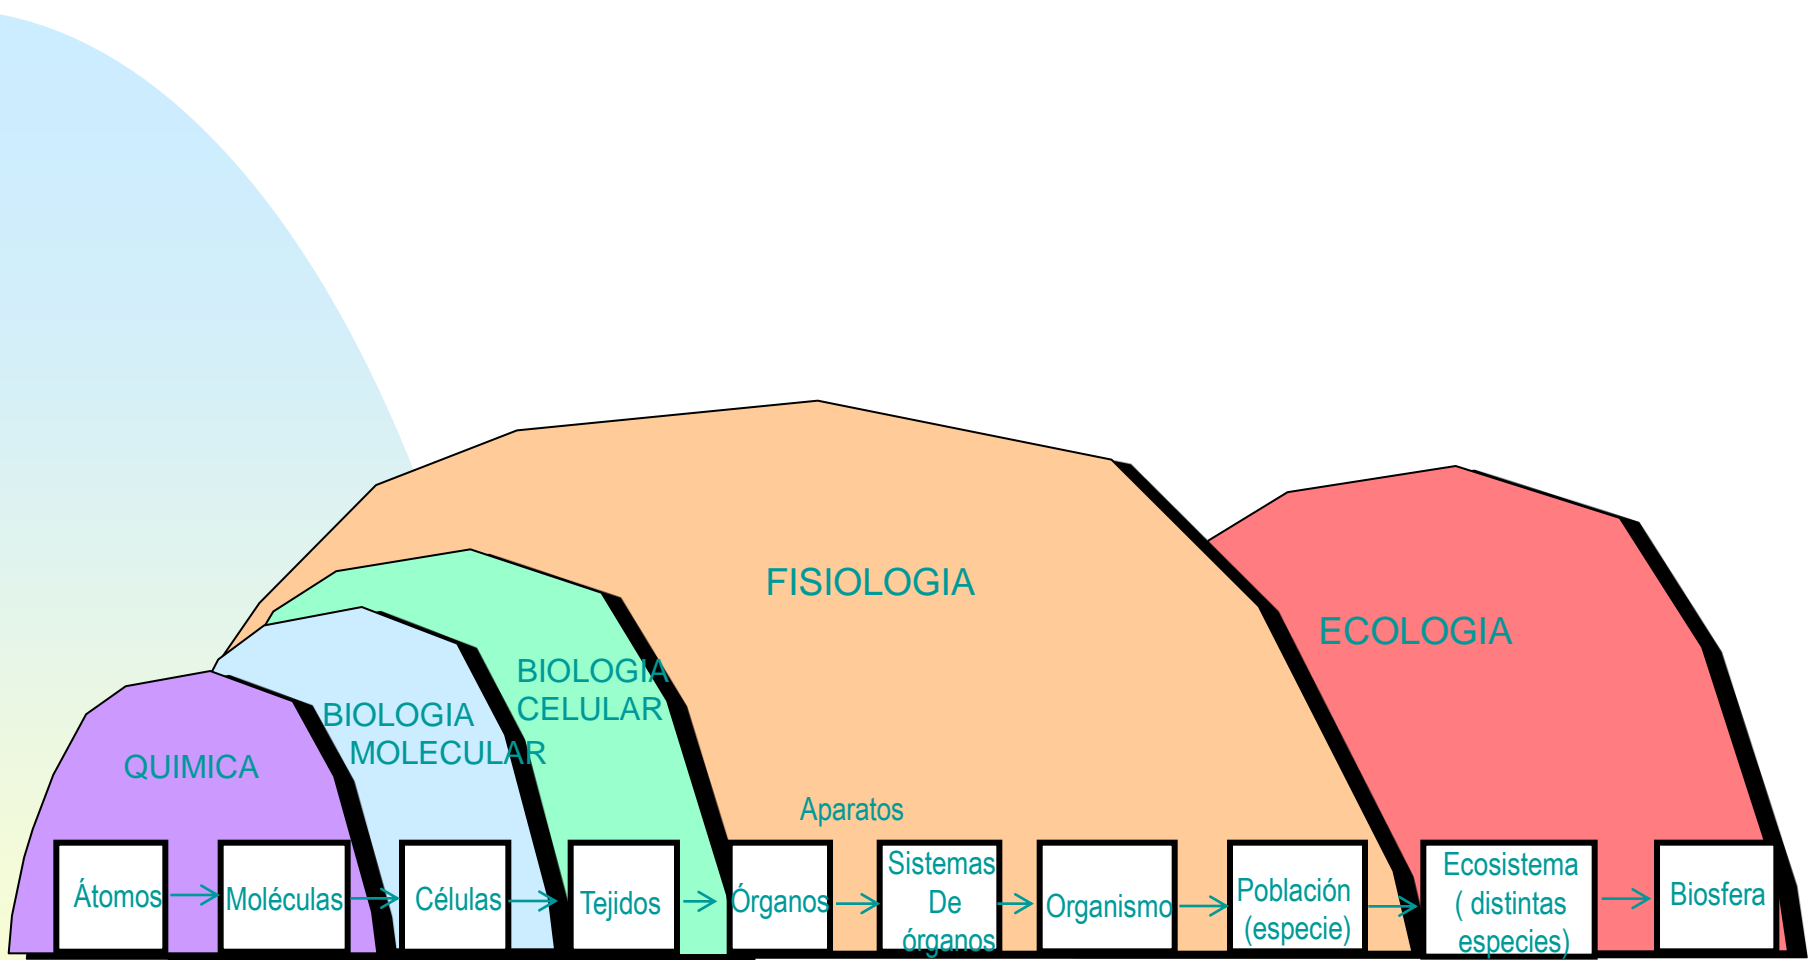 FISIOLOGIA
ECOLOGIA
BIOLOGIA
CELULAR
BIOLOGIA
MOLECULAR
QUIMICA
Aparatos
Átomos
Moléculas
Células
Tejidos
Órganos
Sistemas
De
órganos
Organismo
Población
(especie)
Ecosistema
( distintas
especies)
Biosfera